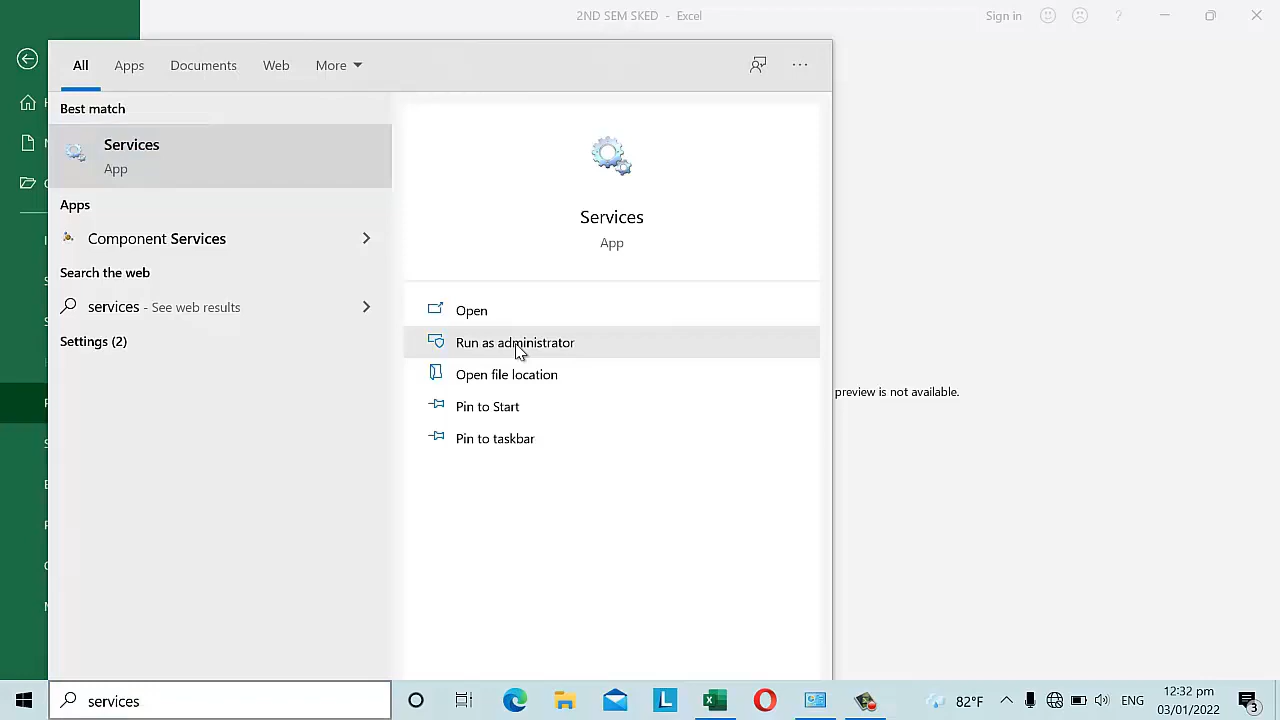 2ND SEM SKED - Excel
Sign in
?
All
Apps
Documents
Web
More
...
Best match
Services
App
Apps
Component Services
Search the web
services - See web results
Settings (2)
Services
App
Open
Run as administrator
Open file location
Pin to Start
Pin to taskbar
preview is not available.
services
L
82°F
ENG
12:32 pm
03/01/2022
3